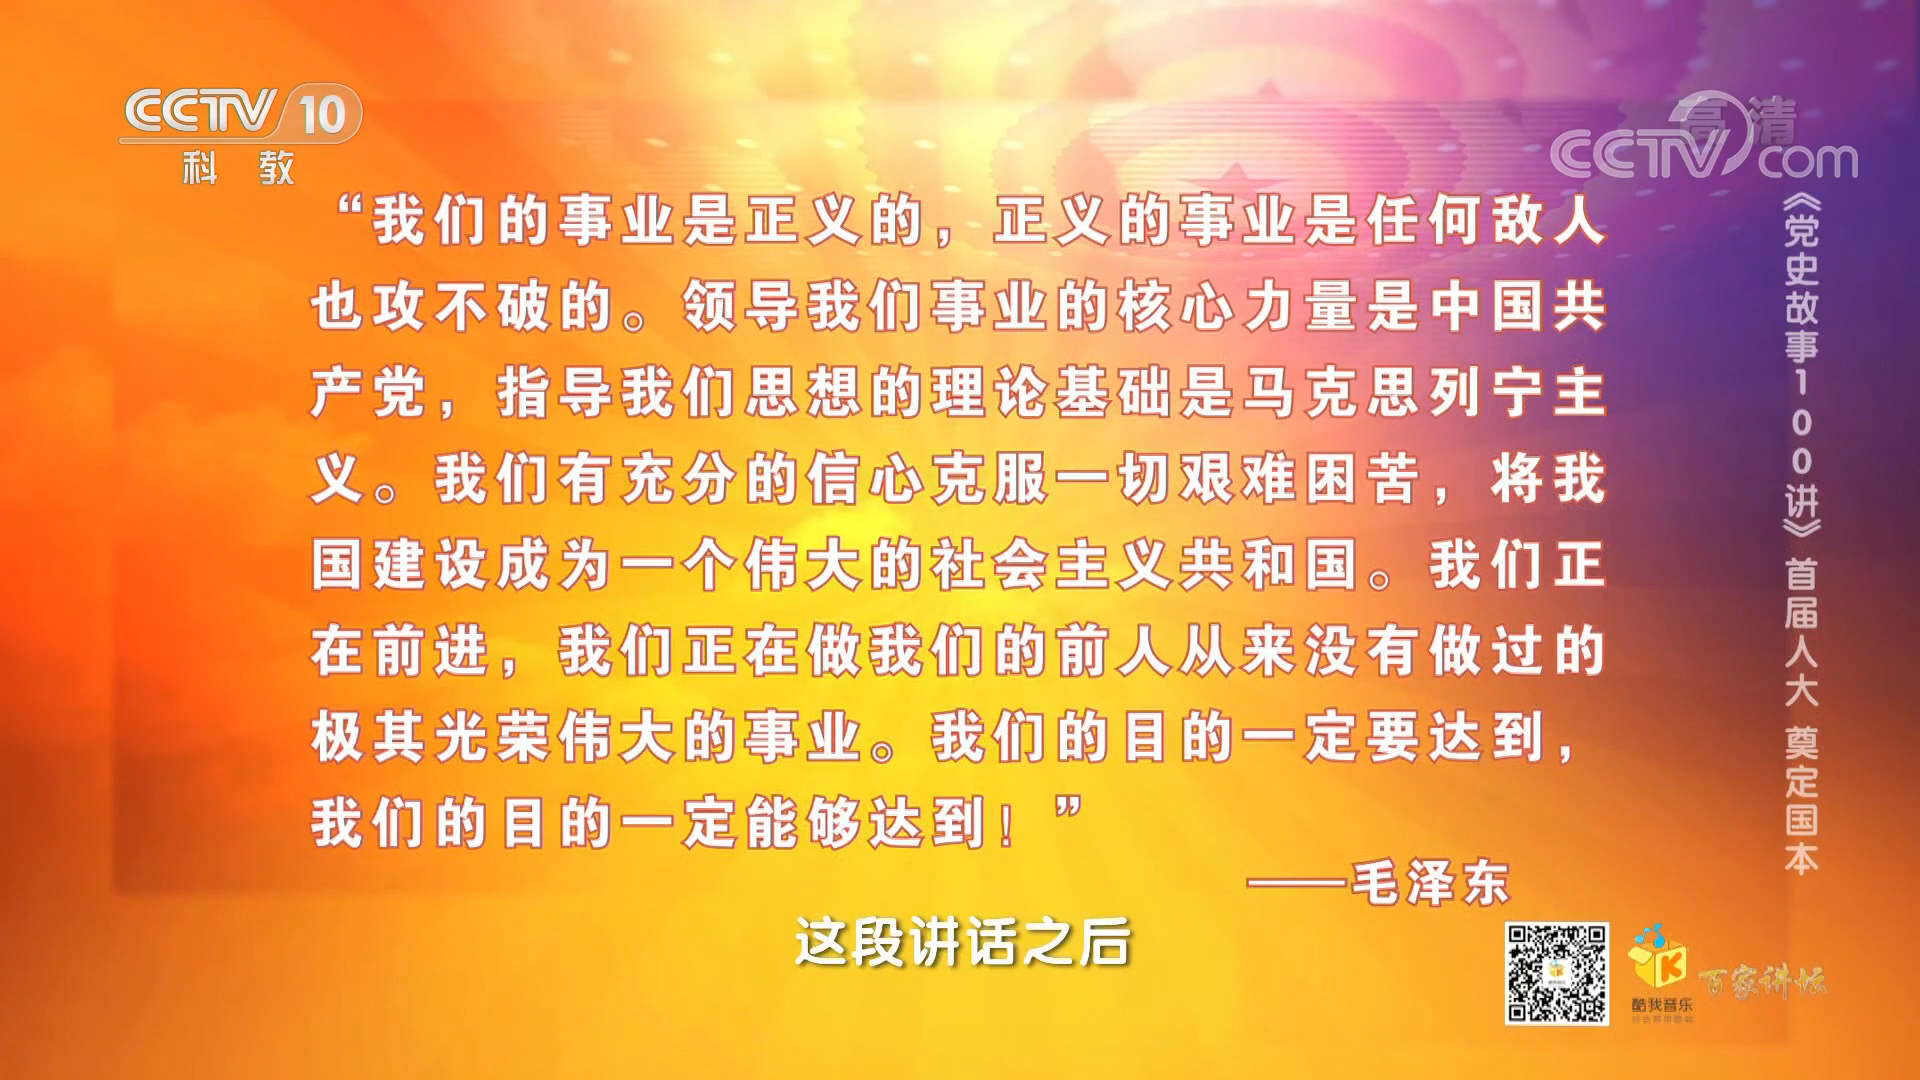 CCTV 10
科教
高清
CCTV com
“我们的事业是正义的，正义的事业是任何敌人
也攻不破的。领导我们事业的核心力量是中国共
产党，指导我们思想的理论基础是马克思列宁主
义。我们有充分的信心克服一切艰难困苦，将我
国建设成为一个伟大的社会主义共和国。我们正
在前进，我们正在做我们的前人从来没有做过的
极其光荣伟大的事业。我们的目的一定要达到，
我们的目的一定能够达到！”
——毛泽东
这段讲话之后
《党史故事100讲》首届人大 奠定国本
K
酷我音乐
百家讲坛